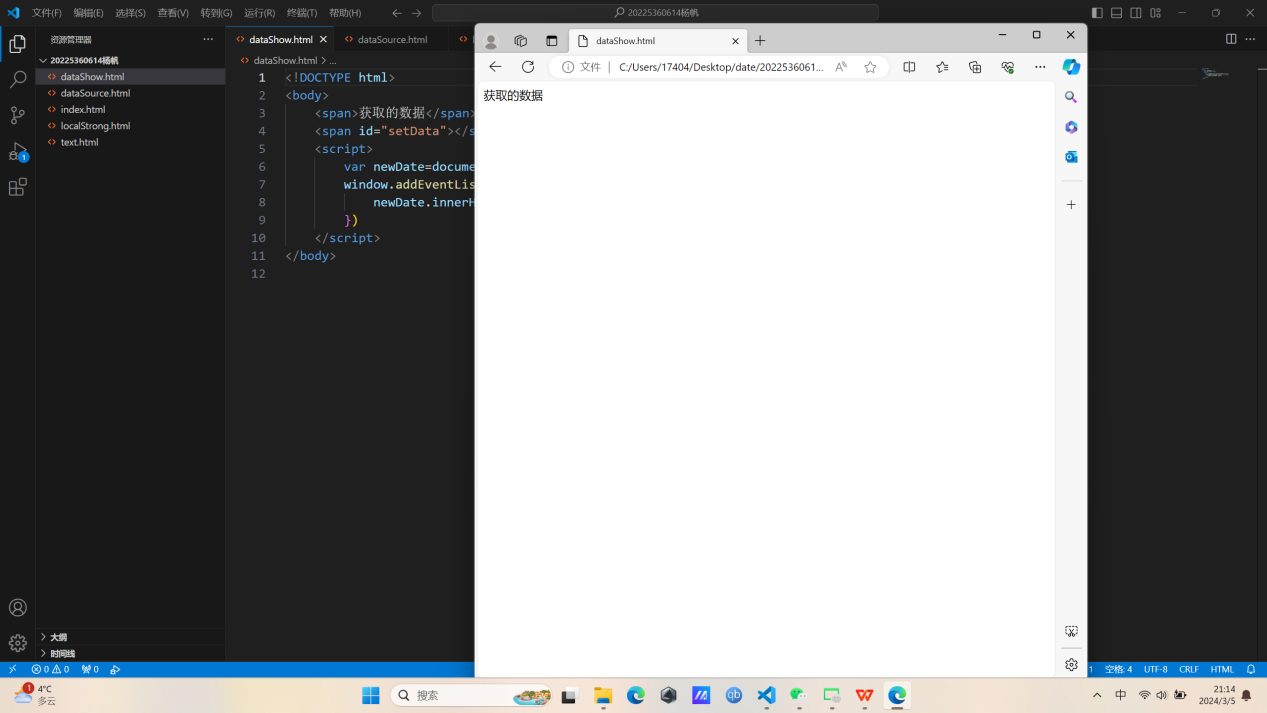 文件(F) 编辑(E) 选择(S) 查看(V) 转到(G) 运行(R) 终端(T) 帮助(H) 20225360614杨帆
资源管理器
20225360614杨帆
dataShow.html
dataSource.html
index.html
localStrong.html
text.html
大纲
时间线
dataShow.html dataSource.html
dataShow.html > ...
1 <!DOCTYPE html>
2 <body>
3 <span>获取的数据</span>
4 <span id="setData"></s
5 <script>
6 var newDate=docume
7 window.addEventLis
8 newDate.innerH
9 })
10 </script>
11 </body>
12
dataShow.html
文件 | C:/Users/17404/Desktop/date/2022536061...
获取的数据
1
0 0 0 空格: 4 UTF-8 CRLF HTML
1
4°C
多云
搜索
qb
中
21:14
2024/3/5